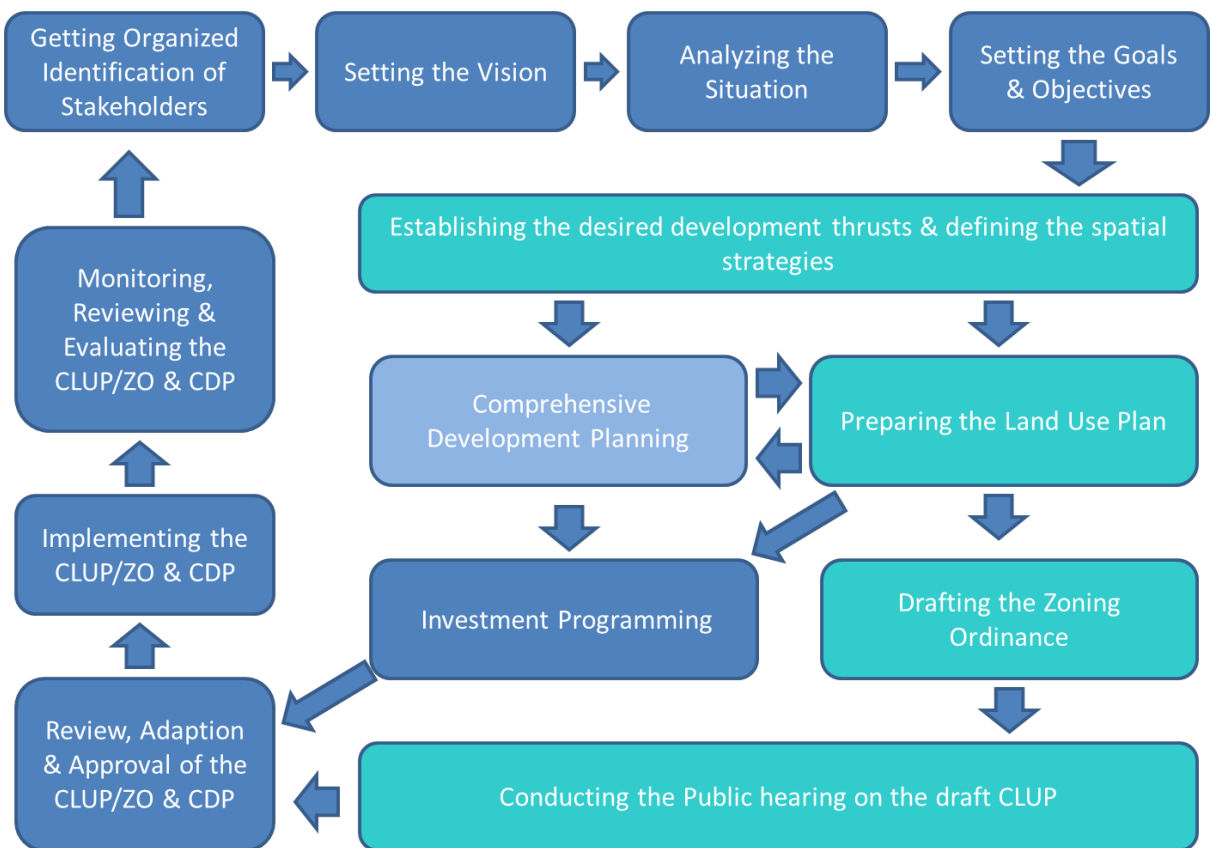 Getting Organized
Identification of
Stakeholders
Setting the Vision
Analyzing the
Situation
Setting the Goals
& Objectives
Establishing the desired development thrusts & defining the spatial
strategies
Monitoring,
Reviewing &
Evaluating the
CLUP/ZO & CDP
Comprehensive
Development Planning
Preparing the Land Use Plan
Implementing the
CLUP/ZO & CDP
Investment Programming
Drafting the Zoning
Ordinance
Review, Adaption
& Approval of the
CLUP/ZO & CDP
Conducting the Public hearing on the draft CLUP